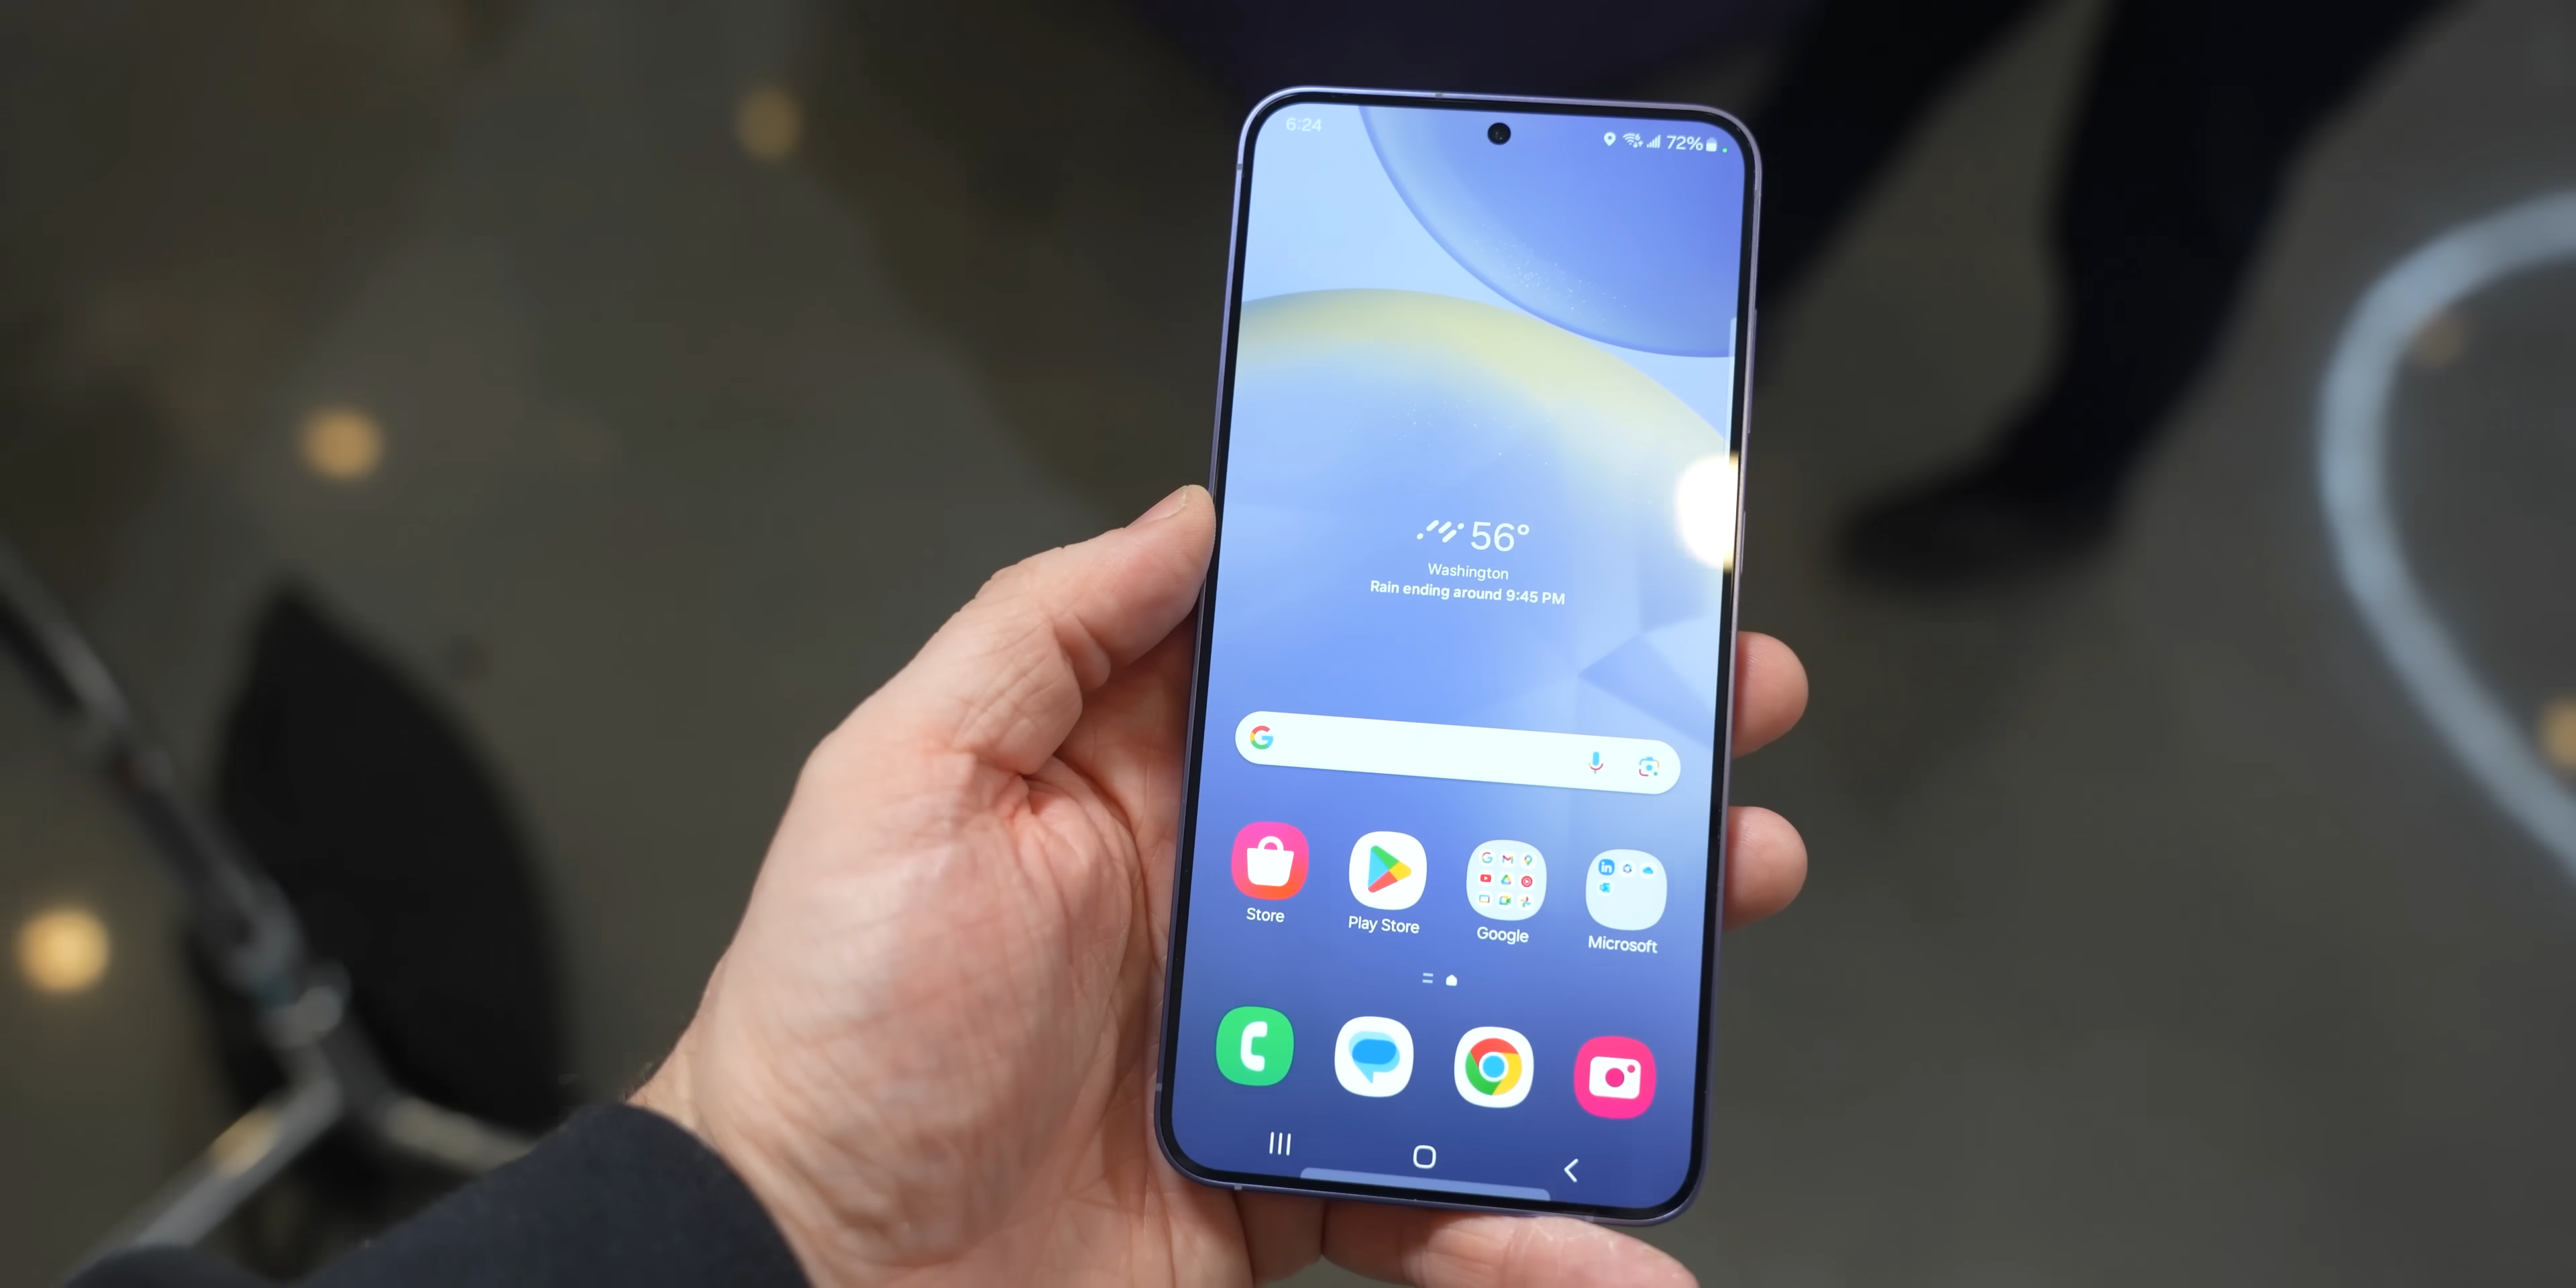 6:24
72%
56°
Washington
Rain ending around 9:45 PM
Store
Play Store
Google
Microsoft